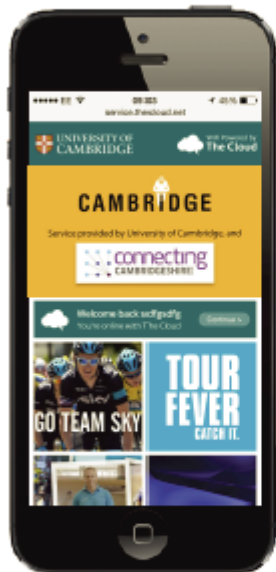 EE 09:03 45%
service.thecloud.net
UNIVERSITY OF
CAMBRIDGE
WiFi Powered by
The Cloud
CAMBRIDGE
Service provided by University of Cambridge, and
connecting
CAMBRIDGESHIRE
Welcome back sdfgsdfg
You're online with The Cloud
Continue
GO TEAM SKY
TOUR
FEVER
CATCH IT.